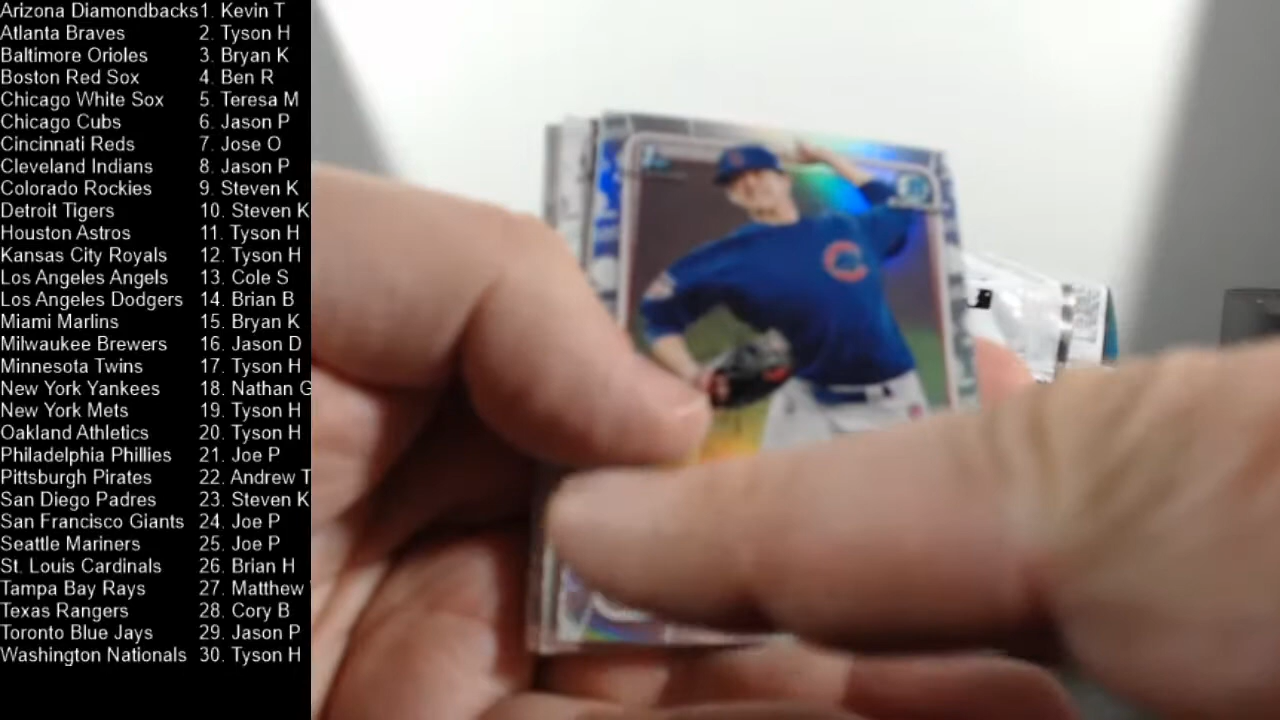 Arizona Diamondbacks 1. Kevin T
Atlanta Braves 2. Tyson H
Baltimore Orioles 3. Bryan K
Boston Red Sox 4. Ben R
Chicago White Sox 5. Teresa M
Chicago Cubs 6. Jason P
Cincinnati Reds 7. Jose O
Cleveland Indians 8. Jason P
Colorado Rockies 9. Steven K
Detroit Tigers 10. Steven K
Houston Astros 11. Tyson H
Kansas City Royals 12. Tyson H
Los Angeles Angels 13. Cole S
Los Angeles Dodgers 14. Brian B
Miami Marlins 15. Bryan K
Milwaukee Brewers 16. Jason D
Minnesota Twins 17. Tyson H
New York Yankees 18. Nathan G
New York Mets 19. Tyson H
Oakland Athletics 20. Tyson H
Philadelphia Phillies 21. Joe P
Pittsburgh Pirates 22. Andrew T
San Diego Padres 23. Steven K
San Francisco Giants 24. Joe P
Seattle Mariners 25. Joe P
St. Louis Cardinals 26. Brian H
Tampa Bay Rays 27. Matthew
Texas Rangers 28. Cory B
Toronto Blue Jays 29. Jason P
Washington Nationals 30. Tyson H
C